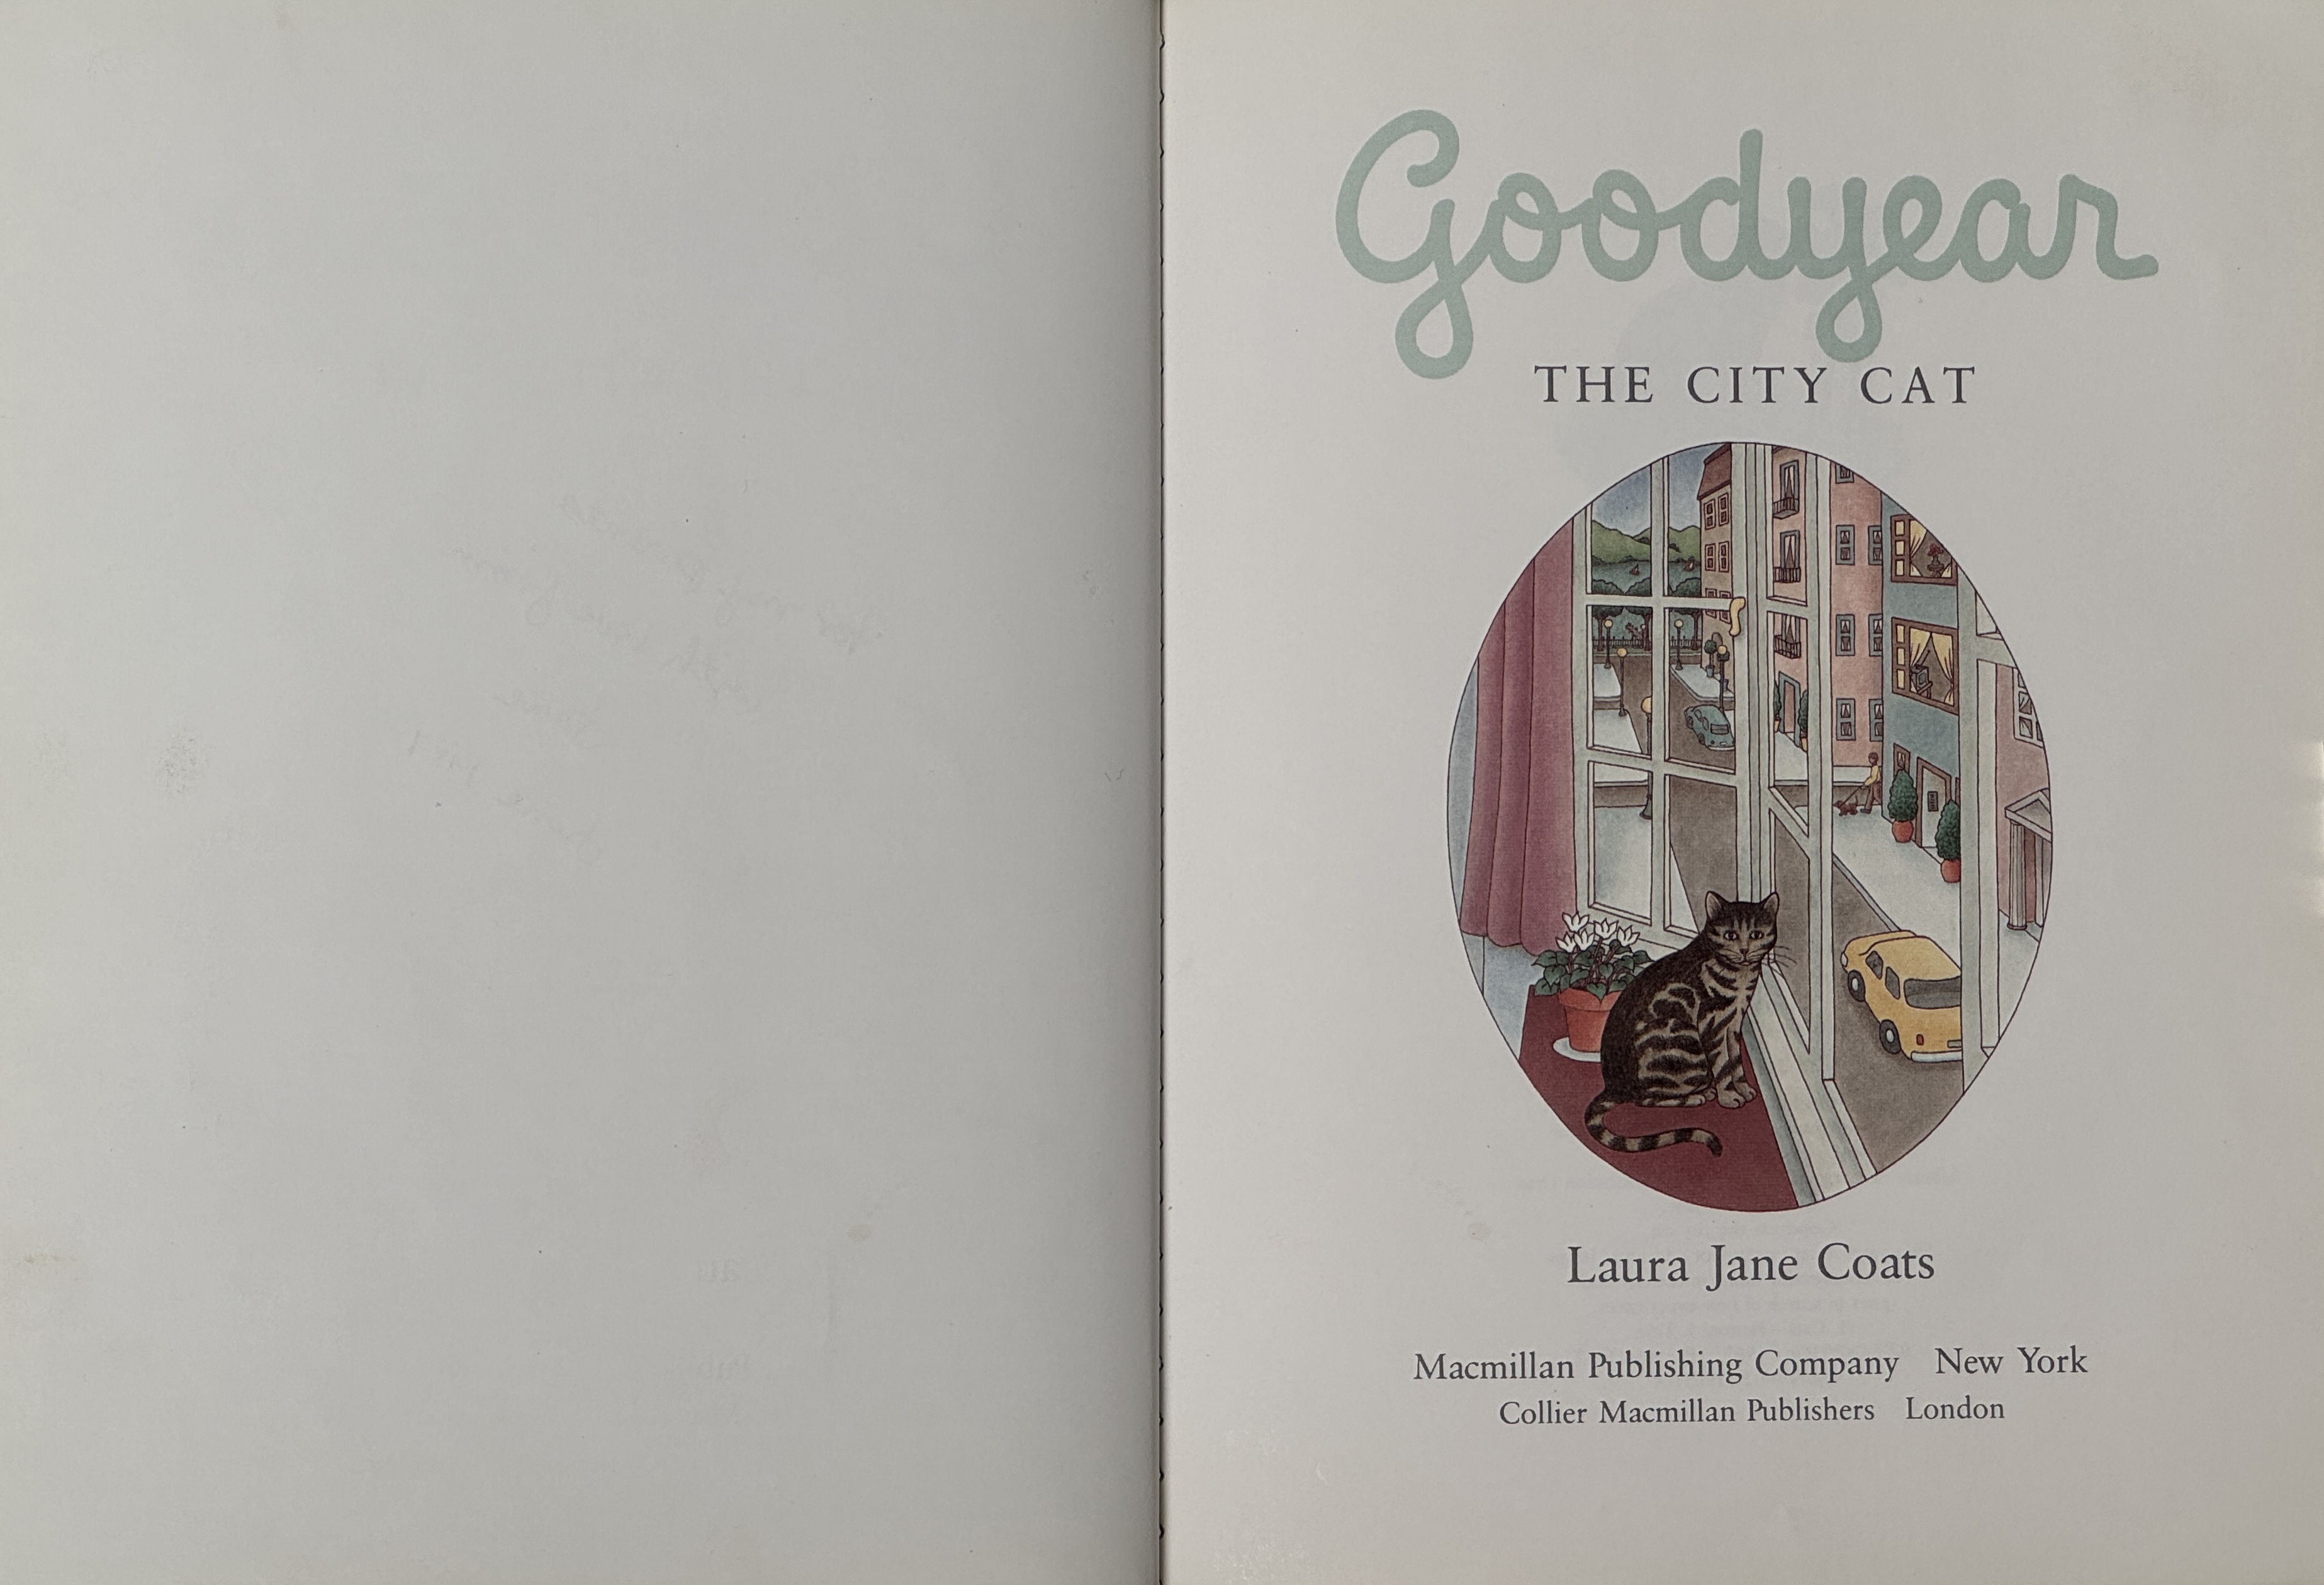 Goodyear
THE CITY CAT
Laura Jane Coats
Macmillan Publishing Company New York
Collier Macmillan Publishers London